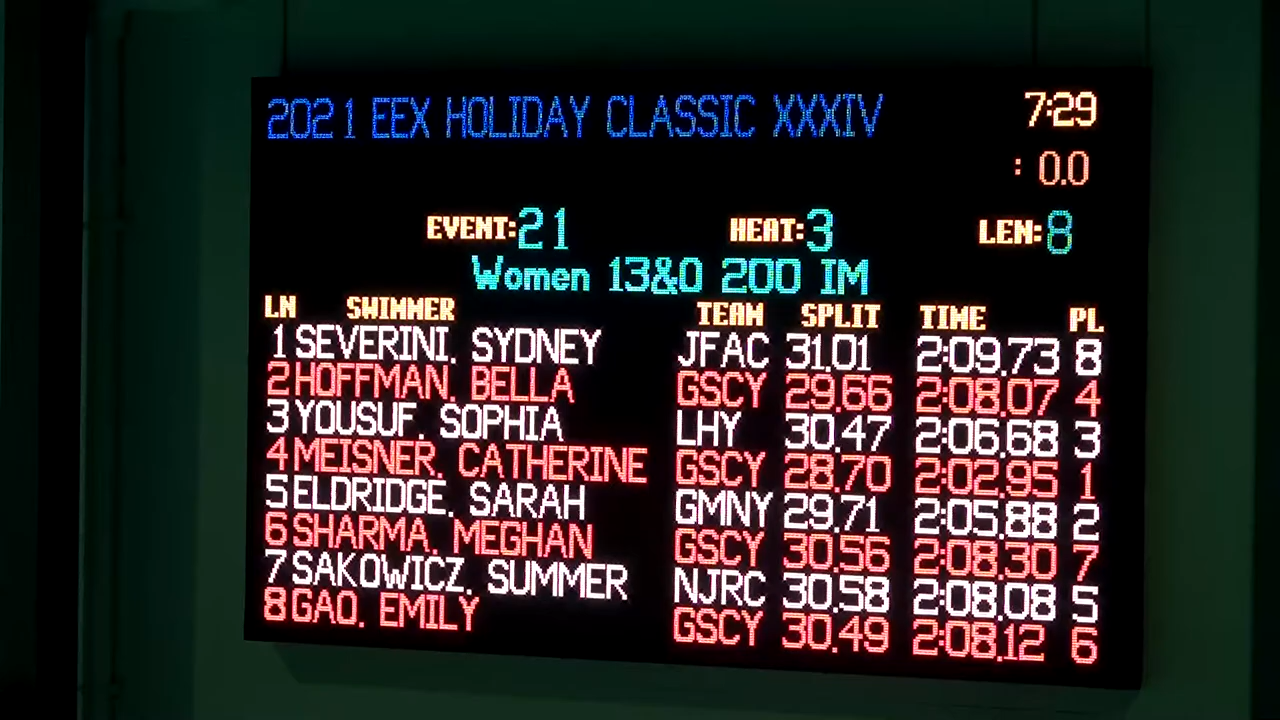 2021 EEX HOLIDAY CLASSIC XXXIV 7:29
: 0.0
EVENT:21 HEAT:3 LEN:8
Women 13&O 200 IM
LN SWIMMER TEAM SPLIT TIME PL
1 SEVERINI, SYDNEY JFAC 31.01 2:09.73 8
2 HOFFMAN, BELLA GSCY 29.66 2:08.07 4
3 YOUSUF, SOPHIA LHY 30.47 2:06.68 3
4 MEISNER, CATHERINE GSCY 28.70 2:02.95 1
5 ELDRIDGE, SARAH GMNY 29.71 2:05.88 2
6 SHARMA, MEGHAN GSCY 30.56 2:08.30 7
7 SAKOWICZ, SUMMER NJRC 30.58 2:08.08 5
8 GAO, EMILY GSCY 30.49 2:08.12 6